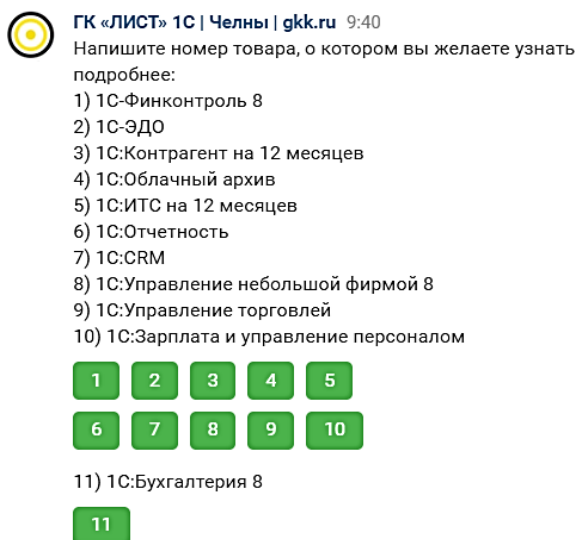 ГК «ЛИСТ» 1С | Челны | gkk.ru 9:40
Напишите номер товара, о котором вы желаете узнать
подробнее:
1) 1С-Финконтроль 8
2) 1С-ЭДО
3) 1С:Контрагент на 12 месяцев
4) 1С:Облачный архив
5) 1С:ИТС на 12 месяцев
6) 1С:Отчетность
7) 1С:CRM
8) 1С:Управление небольшой фирмой 8
9) 1С:Управление торговлей
10) 1С:Зарплата и управление персоналом
1 2 3 4 5
6 7 8 9 10
11) 1С:Бухгалтерия 8
11